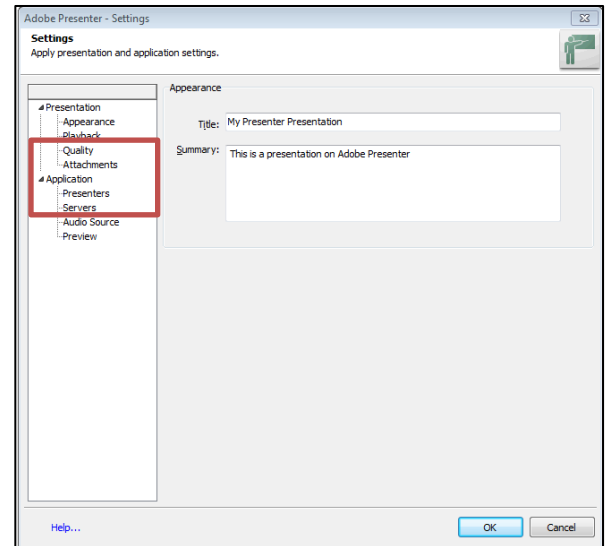 Adobe Presenter - Settings
Settings
Apply presentation and application settings.
Presentation
Appearance
Playback
Quality
Attachments
Application
Presenters
Servers
Audio Source
Preview
Appearance
Title: My Presenter Presentation
Summary: This is a presentation on Adobe Presenter
Help...
OK
Cancel